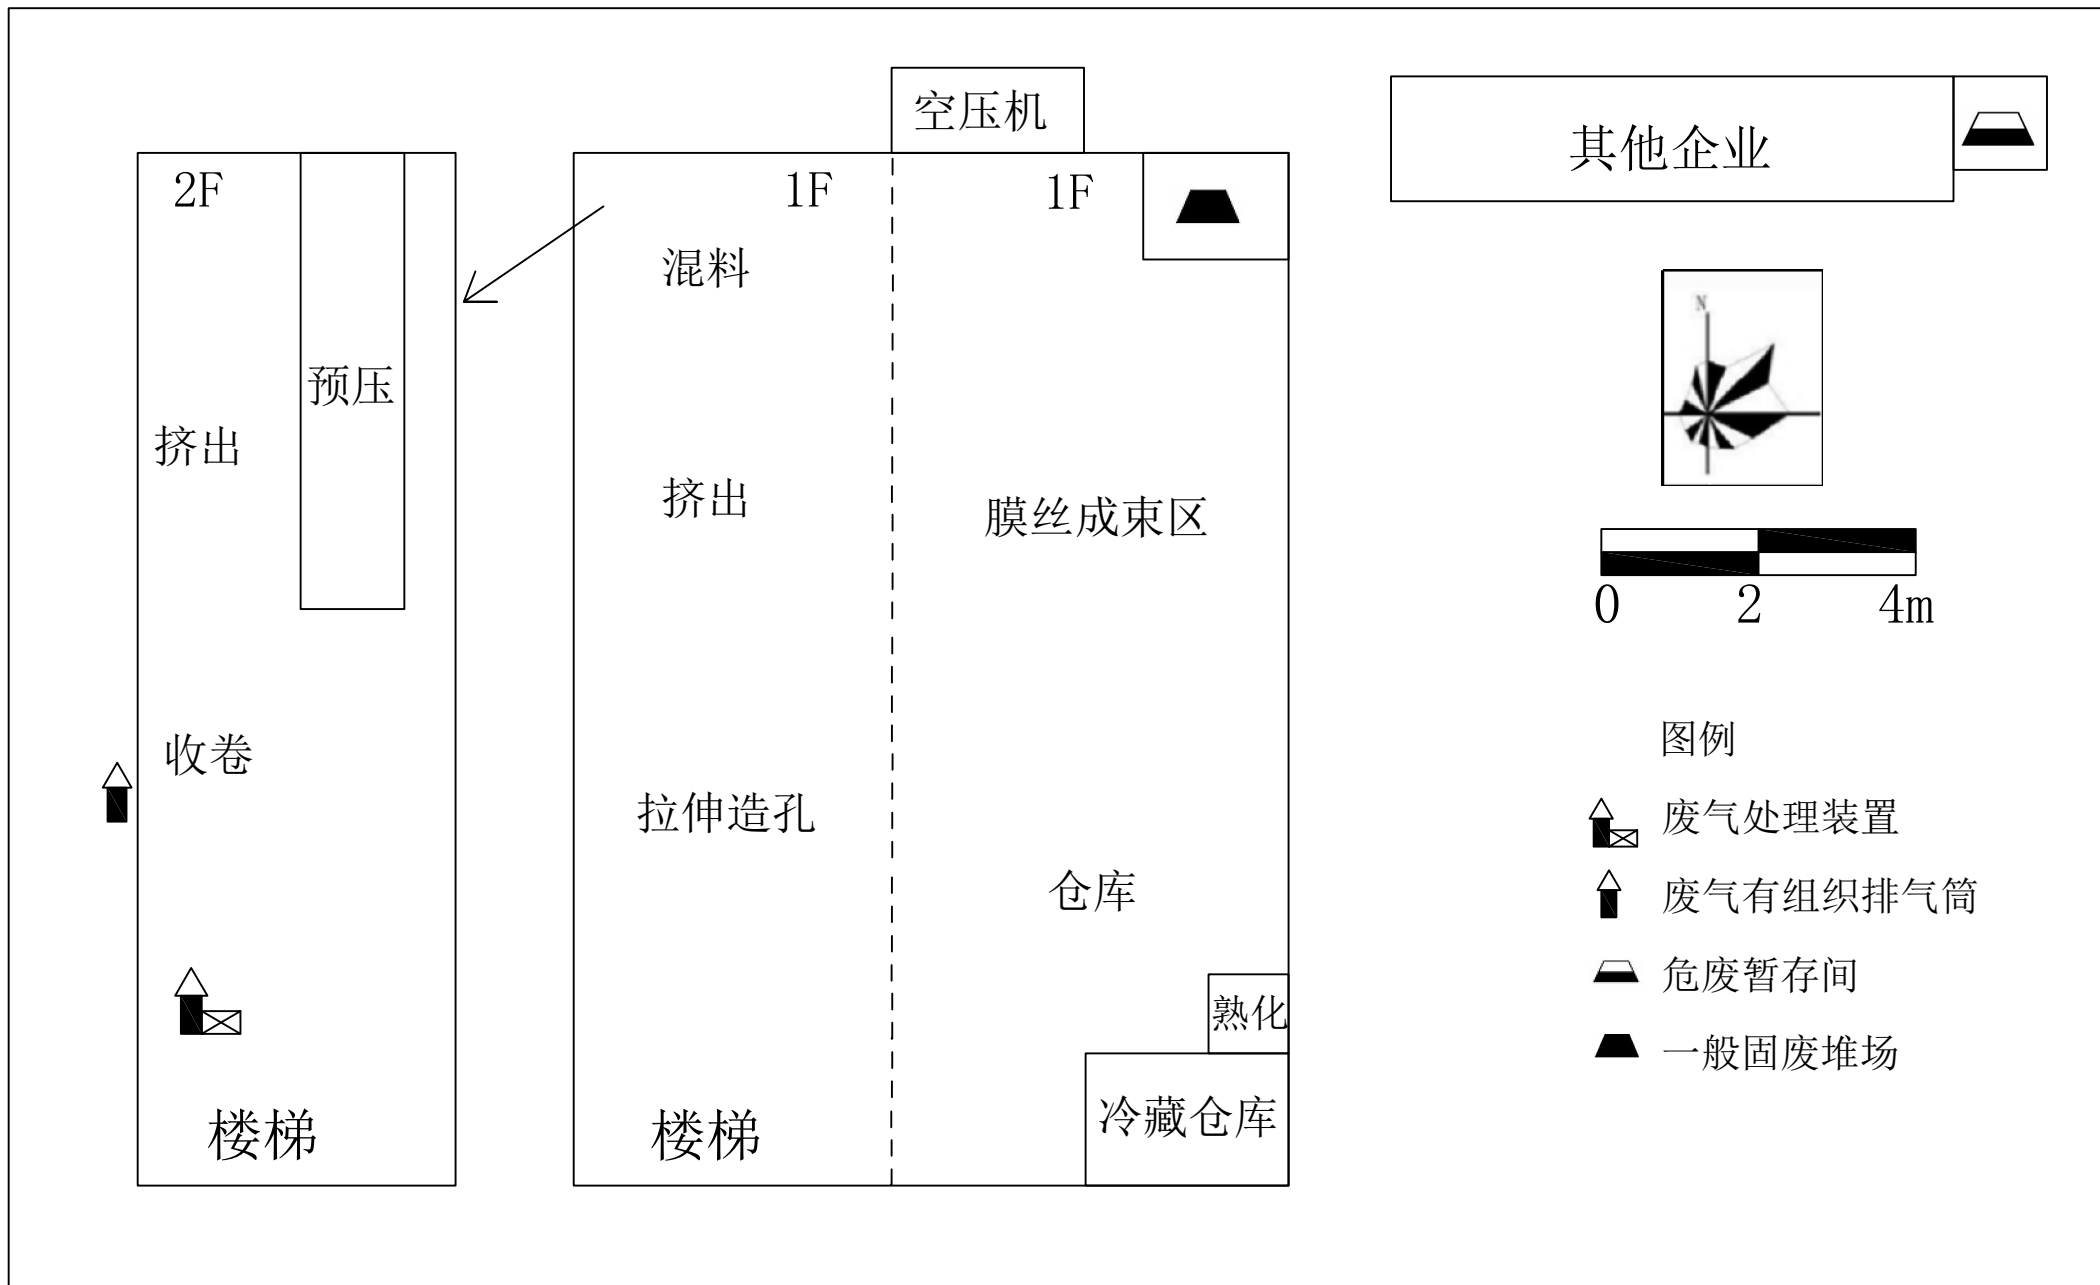 空压机
其他企业
2F
1F
1F
混料
N
预压
挤出
挤出
膜丝成束区
0 2 4m
收卷
图例
拉伸造孔
废气处理装置
仓库
废气有组织排气筒
危废暂存间
熟化
一般固废堆场
冷藏仓库
楼梯
楼梯